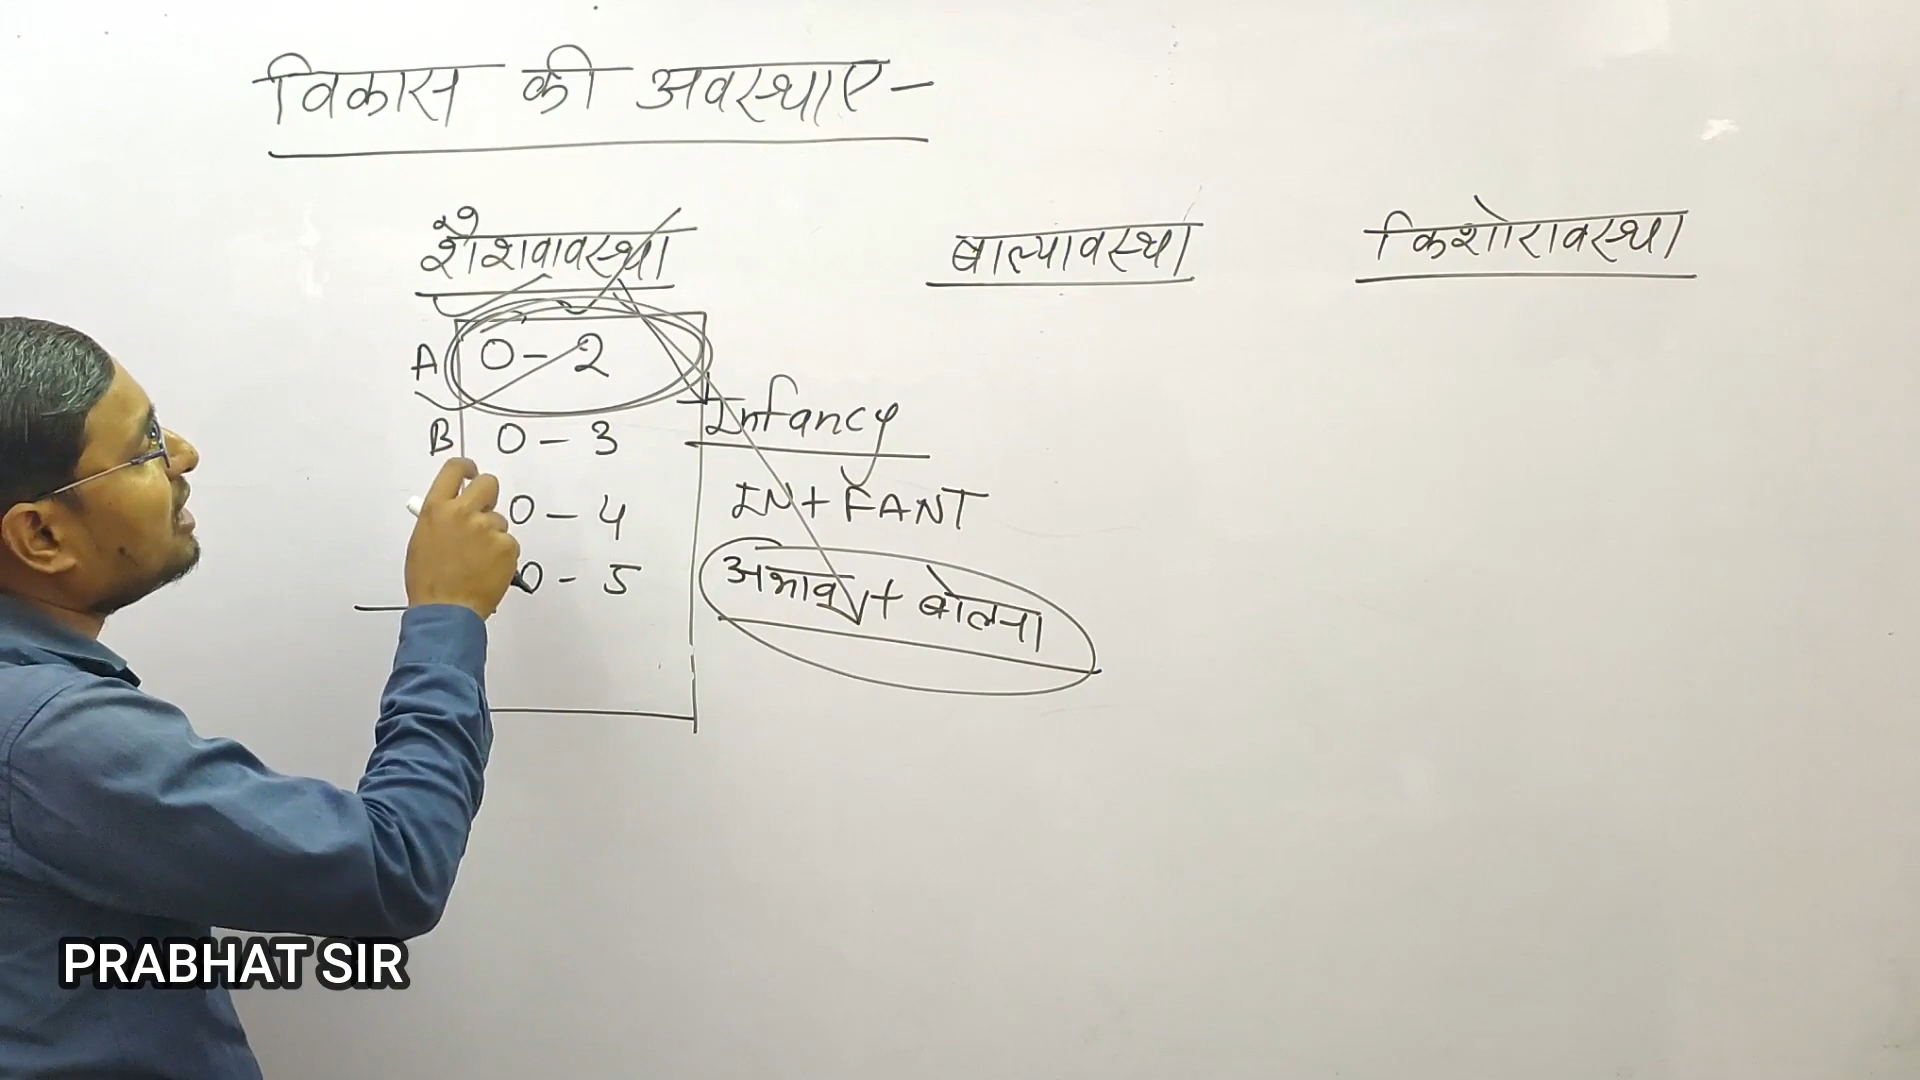 विकास की अवस्थाए -
शैशवावस्था
बाल्यावस्था
किशोरावस्था
A 0 - 2
B 0 - 3
0 - 4
0 - 5
Infancy
IN + FANT
अभाव + बोलना
PRABHAT SIR